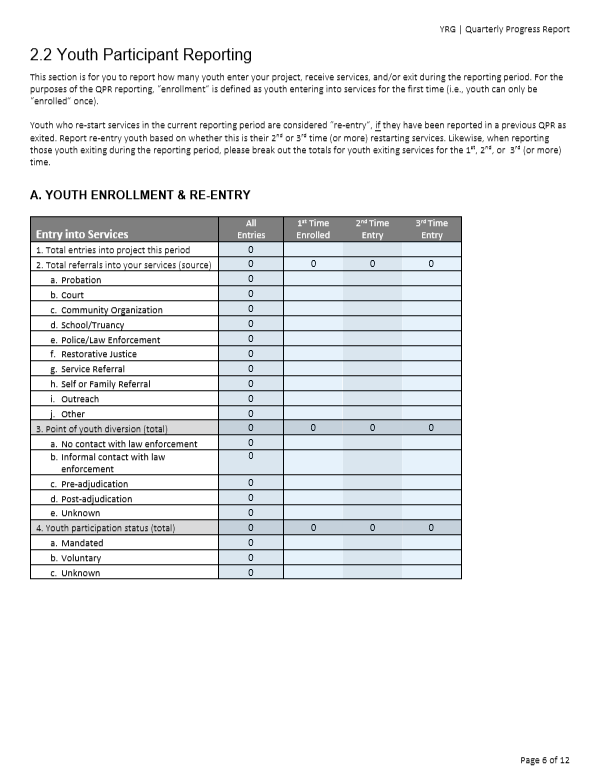 YRG | Quarterly Progress Report
2.2 Youth Participant Reporting
This section is for you to report how many youth enter your project, receive services, and/or exit during the reporting period. For the
purposes of the QPR reporting, "enrollment" is defined as youth entering into services for the first time (i.e., youth can only be
"enrolled" once).
Youth who re-start services in the current reporting period are considered "re-entry", if they have been reported in a previous QPR as
exited. Report re-entry youth based on whether this is their 2nd or 3rd time (or more) restarting services. Likewise, when reporting
those youth exiting during the reporting period, please break out the totals for youth exiting services for the 1st, 2nd, or 3rd (or more)
time.
A. YOUTH ENROLLMENT & RE-ENTRY
Entry into Services All Entries 1st Time Enrolled 2nd Time Entry 3rd Time Entry
1. Total entries into project this period 0
2. Total referrals into your services (source) 0 0 0 0
a. Probation 0
b. Court 0
c. Community Organization 0
d. School/Truancy 0
e. Police/Law Enforcement 0
f. Restorative Justice 0
g. Service Referral 0
h. Self or Family Referral 0
i. Outreach 0
j. Other 0
3. Point of youth diversion (total) 0 0 0 0
a. No contact with law enforcement 0
b. Informal contact with law 0
enforcement
c. Pre-adjudication 0
d. Post-adjudication 0
e. Unknown 0
4. Youth participation status (total) 0 0 0 0
a. Mandated 0
b. Voluntary 0
c. Unknown 0
Page 6 of 12